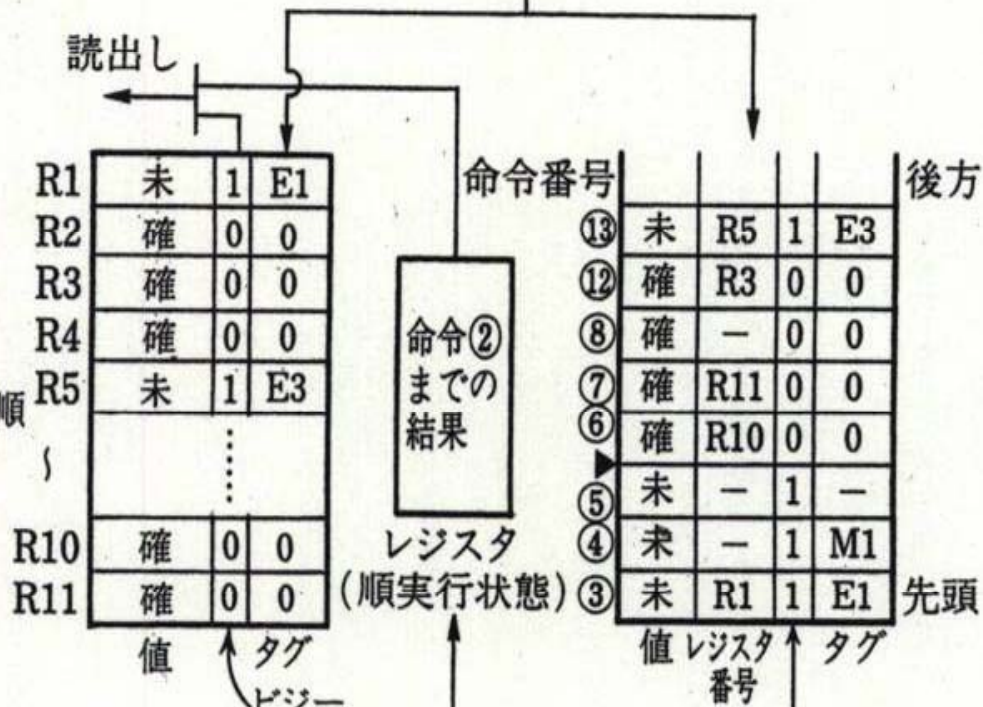 読出し
R1 未 1 E1
R2 確 0 0
R3 確 0 0
R4 確 0 0
R5 未 1 E3
順
〜
R10 確 0 0
R11 確 0 0
値 タグ
ビジー
命令②
までの
結果
レジスタ
(順実行状態)
命令番号 後方
⑬ 未 R5 1 E3
⑫ 確 R3 0 0
⑧ 確 − 0 0
⑦ 確 R11 0 0
⑥ 確 R10 0 0
⑤ 未 − 1 −
④ 未 − 1 M1
③ 未 R1 1 E1 先頭
値 レジスタ番号 タグ